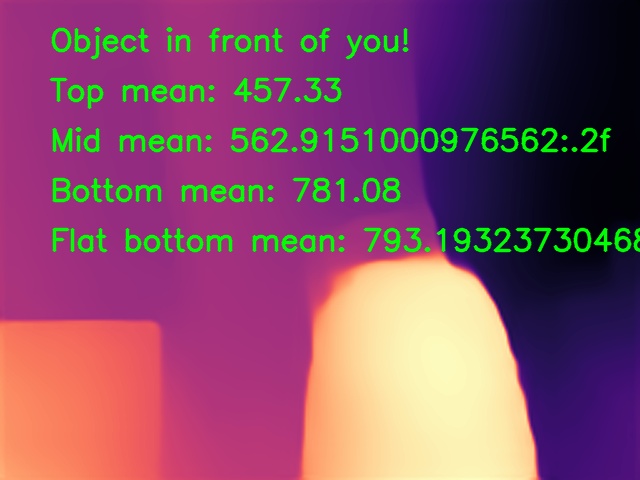 Object in front of you!
Top mean: 457.33
Mid mean: 562.9151000976562:.2f
Bottom mean: 781.08
Flat bottom mean: 793.19323730468